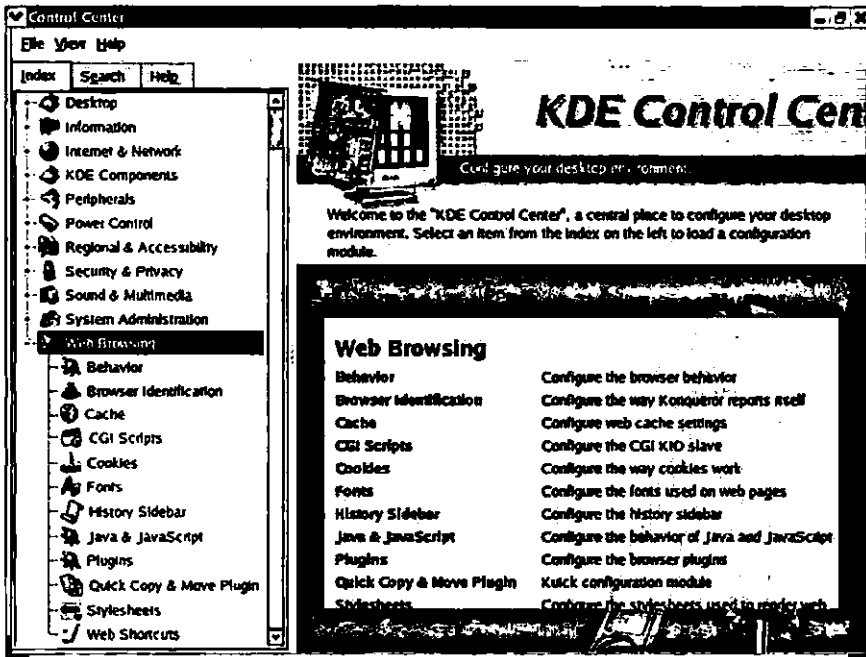 Control Center
File View Help
Index Search Help
Desktop
Information
Internet & Network
KDE Components
Peripherals
Power Control
Regional & Accessibility
Security & Privacy
Sound & Multimedia
System Administration
Web Browsing
Behavior
Browser Identification
Cache
CGI Scripts
Cookies
Fonts
History Sidebar
Java & JavaScript
Plugins
Quick Copy & Move Plugin
Stylesheets
Web Shortcuts
KDE Control Cen
Configure your desktop environment.
Welcome to the "KDE Control Center", a central place to configure your desktop
environment. Select an item from the index on the left to load a configuration
module.
Web Browsing
Behavior Configure the browser behavior
Browser Identification Configure the way Konqueror reports itself
Cache Configure web cache settings
CGI Scripts Configure the CGI KIO slave
Cookies Configure the way cookies work
Fonts Configure the fonts used on web pages
History Sidebar Configure the history sidebar
Java & JavaScript Configure the behavior of Java and JavaScript
Plugins Configure the browser plugins
Quick Copy & Move Plugin Kuick configuration module
Stylesheets Configure the stylesheets used to render web